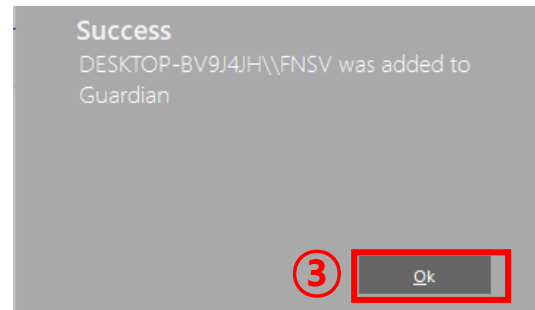 Success
DESKTOP-BV9J4JH\\FNSV was added to
Guardian
③
Ok